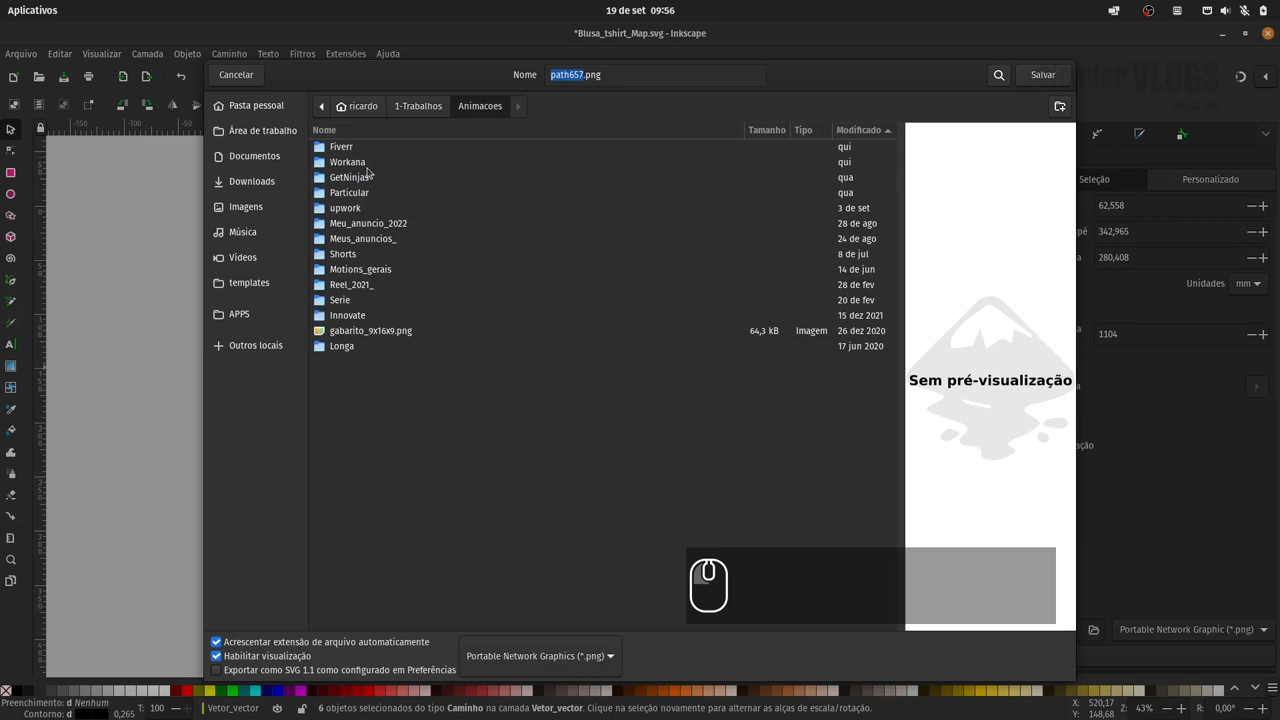 Aplicativos
19 de set 09:56
*Blusa_tshirt_Map.svg - Inkscape
Arquivo Editar Visualizar Camada Objeto Caminho Texto Filtros Extensões Ajuda
Cancelar
Nome
path657.png
Salvar
ricardo
1-Trabalhos
Animacoes
Pasta pessoal
Área de trabalho
Documentos
Downloads
Imagens
Música
Vídeos
templates
APPS
Outros locais
Nome Tamanho Tipo Modificado
Fiverr qui
Workana qui
GetNinjas qua
Particular qua
upwork 3 de set
Meu_anuncio_2022 28 de ago
Meus_anuncios_ 24 de ago
Shorts 8 de jul
Motions_gerais 14 de jun
Reel_2021_ 28 de fev
Serie 20 de fev
Innovate 15 dez 2021
gabarito_9x16x9.png 64,3 kB Imagem 26 dez 2020
Longa 17 jun 2020
Sem pré-visualização
VLOGS
Seleção Personalizado
62,558
342,965
280,408
Unidades mm
1104
Portable Network Graphic (*.png)
Acrescentar extensão de arquivo automaticamente
Habilitar visualização
Exportar como SVG 1.1 como configurado em Preferências
Portable Network Graphics (*.png)
Preenchimento: d Nenhum
Contorno: d 0,265
T: 100
Vetor_vector
6 objetos selecionados do tipo Caminho na camada Vetor_vector. Clique na seleção novamente para alternar as alças de escala/rotação.
X: 520,17
Y: 148,68
Z: 43%
R: 0,00°